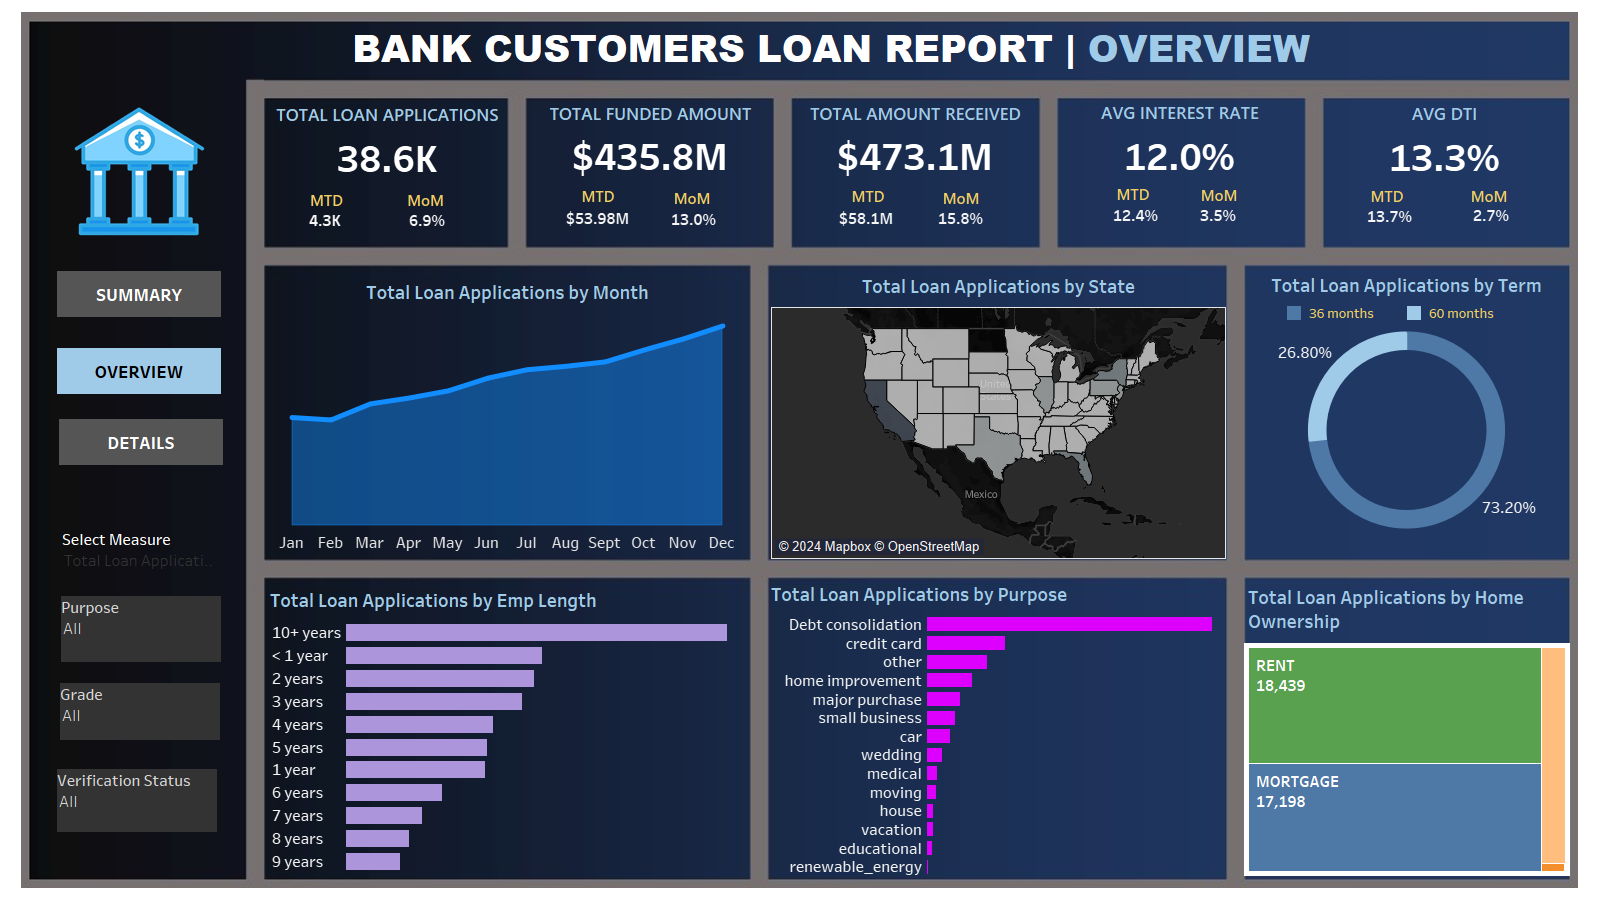 BANK CUSTOMERS LOAN REPORT | OVERVIEW
TOTAL LOAN APPLICATIONS
38.6K
MTD MoM
4.3K 6.9%
TOTAL FUNDED AMOUNT
$435.8M
MTD MoM
$53.98M 13.0%
TOTAL AMOUNT RECEIVED
$473.1M
MTD MoM
$58.1M 15.8%
AVG INTEREST RATE
12.0%
MTD MoM
12.4% 3.5%
AVG DTI
13.3%
MTD MoM
13.7% 2.7%
$
SUMMARY
OVERVIEW
DETAILS
Select Measure
Total Loan Applicati..
Purpose
All
Grade
All
Verification Status
All
Total Loan Applications by Month
Jan Feb Mar Apr May Jun Jul Aug Sept Oct Nov Dec
Total Loan Applications by State
United
States
Mexico
© 2024 Mapbox © OpenStreetMap
Total Loan Applications by Term
36 months 60 months
26.80%
73.20%
Total Loan Applications by Emp Length
10+ years
< 1 year
2 years
3 years
4 years
5 years
1 year
6 years
7 years
8 years
9 years
Total Loan Applications by Purpose
Debt consolidation
credit card
other
home improvement
major purchase
small business
car
wedding
medical
moving
house
vacation
educational
renewable_energy
Total Loan Applications by Home
Ownership
RENT
18,439
MORTGAGE
17,198